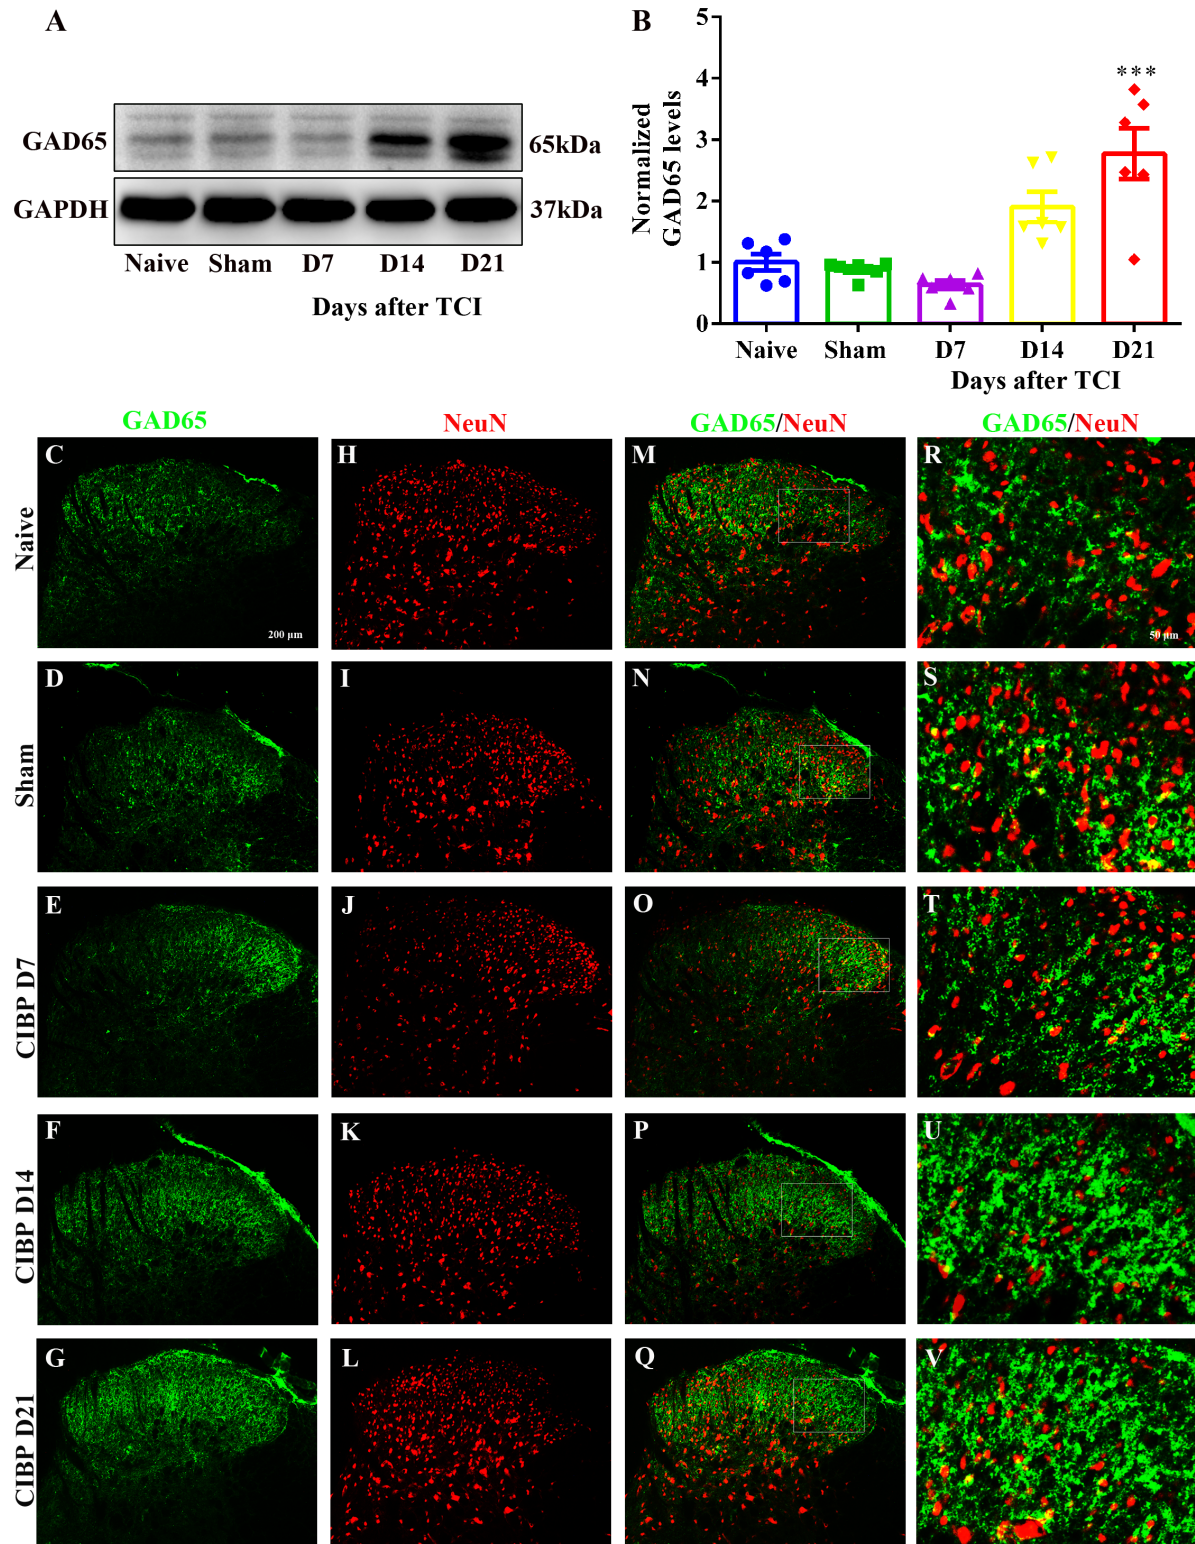 A
GAD65
65kDa
GAPDH
37kDa
Naive Sham D7 D14 D21
Days after TCI
B
Normalized
GAD65 levels
5
4
3
2
1
0
***
Naive Sham D7 D14 D21
Days after TCI
GAD65 NeuN GAD65/NeuN GAD65/NeuN
Naive
C
200 μm
H
M
R
50 μm
Sham
D
I
N
S
CIBP D7
E
J
O
T
CIBP D14
F
K
P
U
CIBP D21
G
L
Q
V